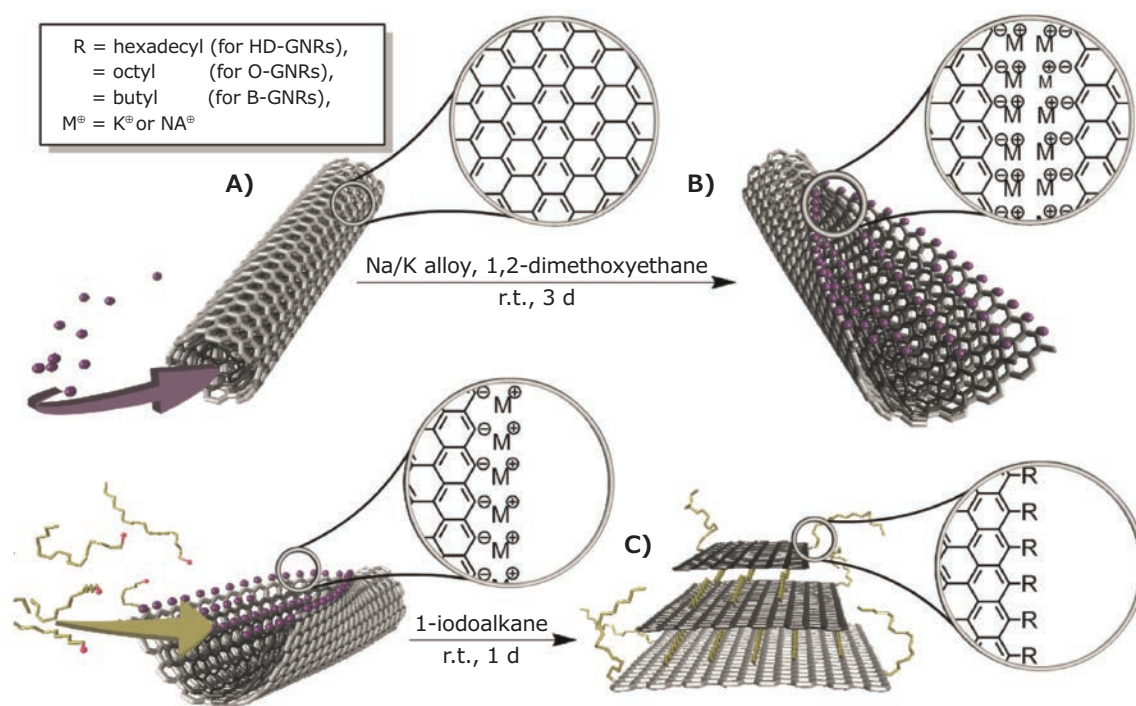 R = hexadecyl (for HD-GNRs),
= octyl (for O-GNRs),
= butyl (for B-GNRs),
M⊕ = K⊕ or NA⊕
A)
B)
⊖ ⊕ ⊕ ⊖
M M
⊖ ⊕ ⊕ ⊖
M M
⊖ ⊕ ⊕ ⊖
M M
⊖ ⊕ ⊕ ⊖
M M
⊖ ⊕ ⊕ ⊖
M M
⊖ ⊕ ⊕ ⊖
Na/K alloy, 1,2-dimethoxyethane
r.t., 3 d
⊖ M⊕
⊖ M⊕
⊖ M⊕
⊖ M⊕
⊖ M⊕
⊖ ⊕
1-iodoalkane
r.t., 1 d
C)
R
R
R
R
R
R